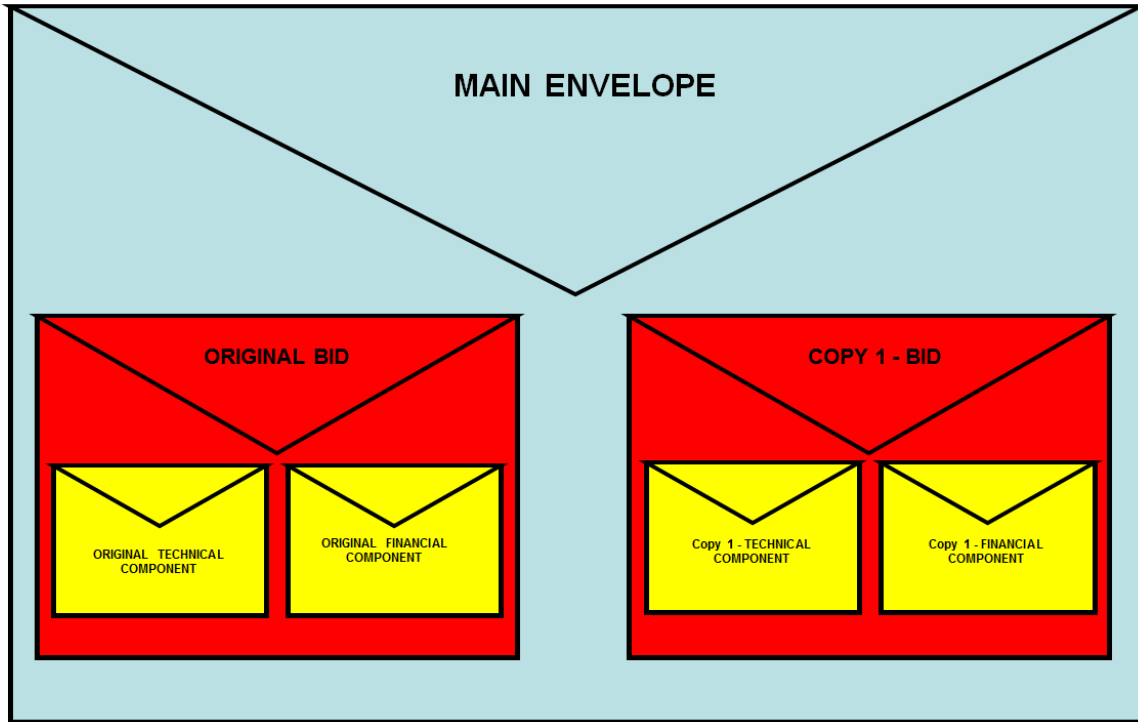 MAIN ENVELOPE
ORIGINAL BID
COPY 1 - BID
ORIGINAL TECHNICAL
COMPONENT
ORIGINAL FINANCIAL
COMPONENT
Copy 1 - TECHNICAL
COMPONENT
Copy 1 - FINANCIAL
COMPONENT